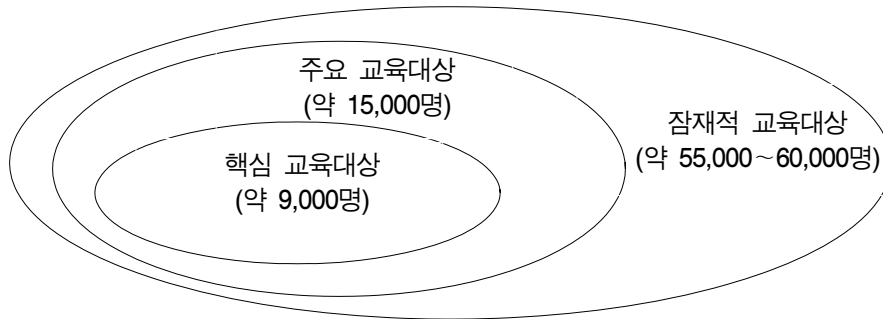 주요 교육대상
(약 15,000명)
잠재적 교육대상
(약 55,000～60,000명)
핵심 교육대상
(약 9,000명)